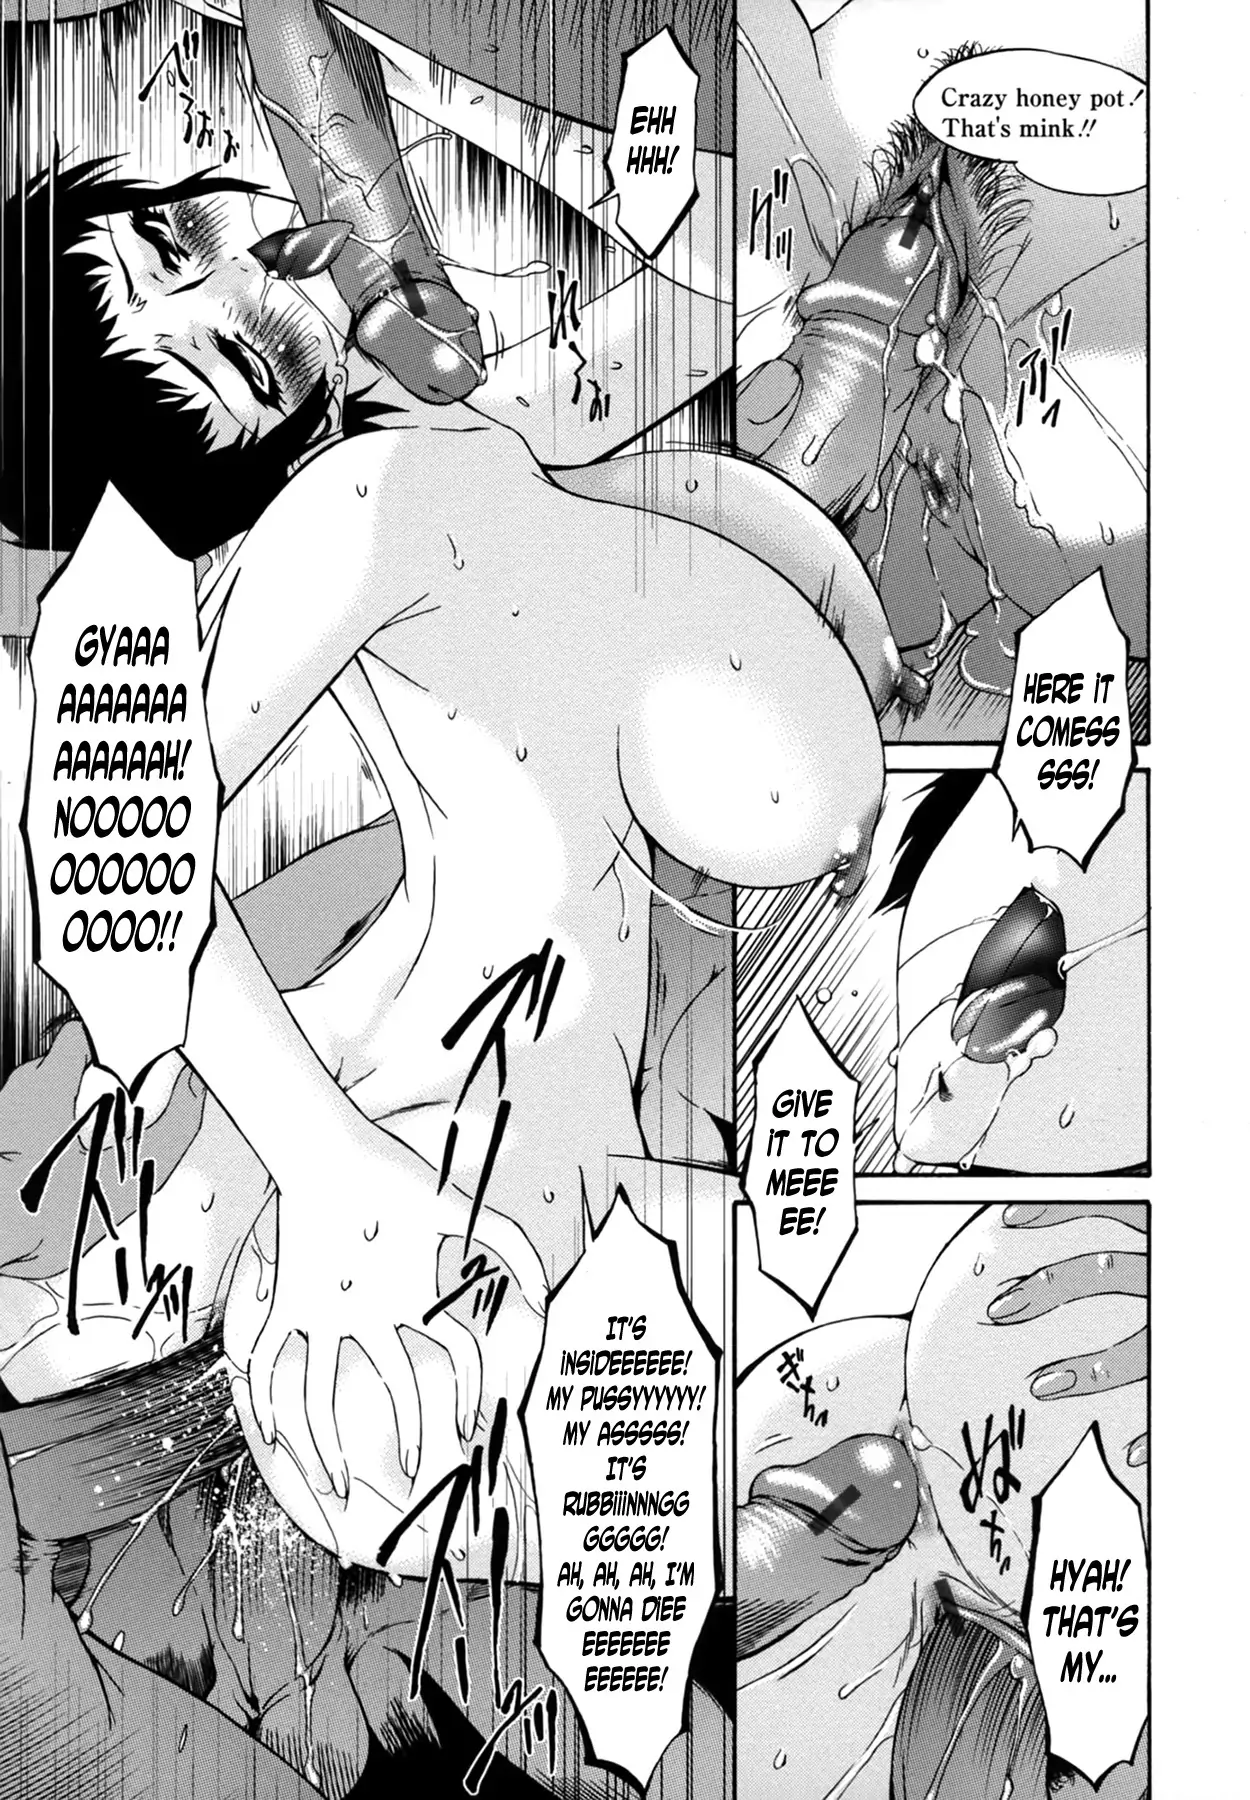 Crazy honey pot!
That's mink!!
HERE iT
COMESS
SSS!
GiVE
iT TO
MEEE
EE!
HYAH!
THAT'S
MY...
EHH
HHH!
GYAAA
AAAAAAA
AAAAAAH!
NOOOOO
OOOOOOO
OOOO!!
iT'S
iNSiDEEEEEE!
MY PUSSYYYYYY!
MY ASSSSS!
iT'S
RUBBiiiNNNGG
GGGGG!
AH, AH, AH, i'M
GONNA DIEE
EEEEEEE
EEEEEE!